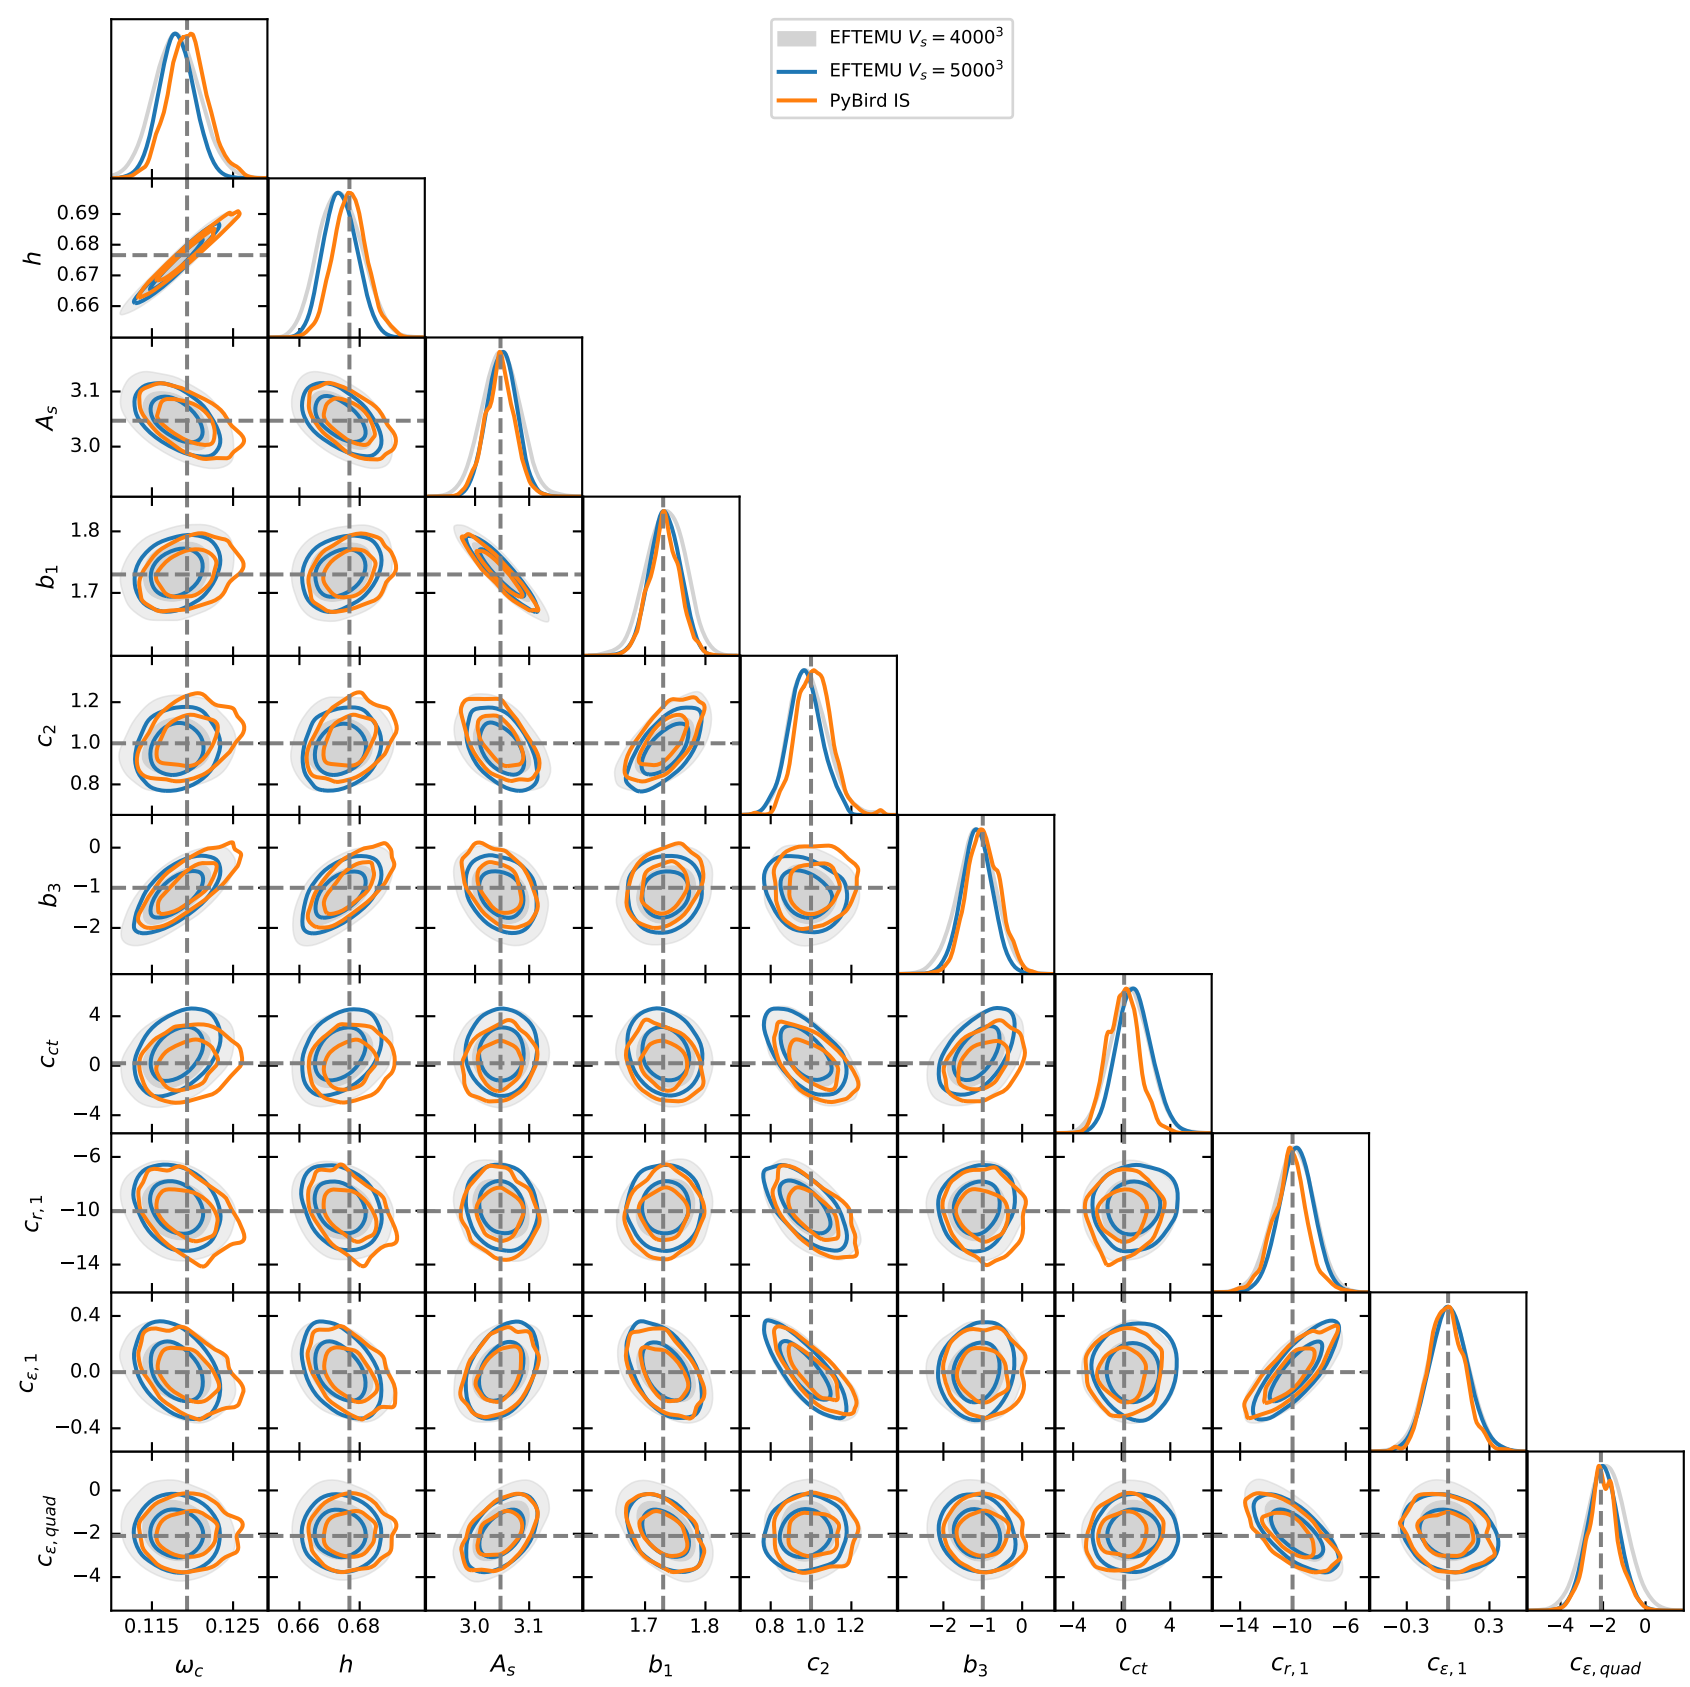 EFTEMU $V_s = 4000^3$
EFTEMU $V_s = 5000^3$
PyBird IS
0.69
0.68
0.67
0.66
$h$
3.1
3.0
$A_s$
1.8
1.7
$b_1$
1.2
1.0
0.8
$c_2$
0
−1
−2
$b_3$
4
0
−4
$c_{ct}$
−6
−10
−14
$c_{r,1}$
0.4
0.0
−0.4
$c_{\epsilon,1}$
0
−2
−4
$c_{\epsilon,quad}$
0.115 0.125 0.66 0.68 3.0 3.1 1.7 1.8 0.8 1.0 1.2 −2 −1 0 −4 0 4 −14 −10 −6 −0.3 0.3 −4 −2 0
$\omega_c$ $h$ $A_s$ $b_1$ $c_2$ $b_3$ $c_{ct}$ $c_{r,1}$ $c_{\epsilon,1}$ $c_{\epsilon,quad}$